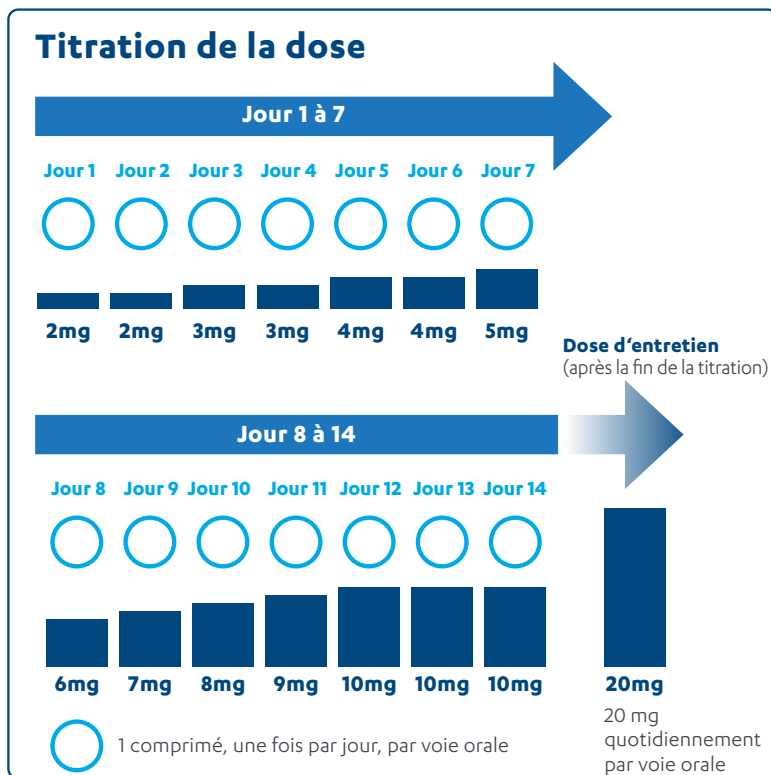 Titration de la dose
Jour 1 à 7
Jour 1 Jour 2 Jour 3 Jour 4 Jour 5 Jour 6 Jour 7
2mg 2mg 3mg 3mg 4mg 4mg 5mg
Dose d‘entretien
(après la fin de la titration)
Jour 8 à 14
Jour 8 Jour 9 Jour 10 Jour 11 Jour 12 Jour 13 Jour 14
6mg 7mg 8mg 9mg 10mg 10mg 10mg 20mg
1 comprimé, une fois par jour, par voie orale
20 mg
quotidiennement
par voie orale